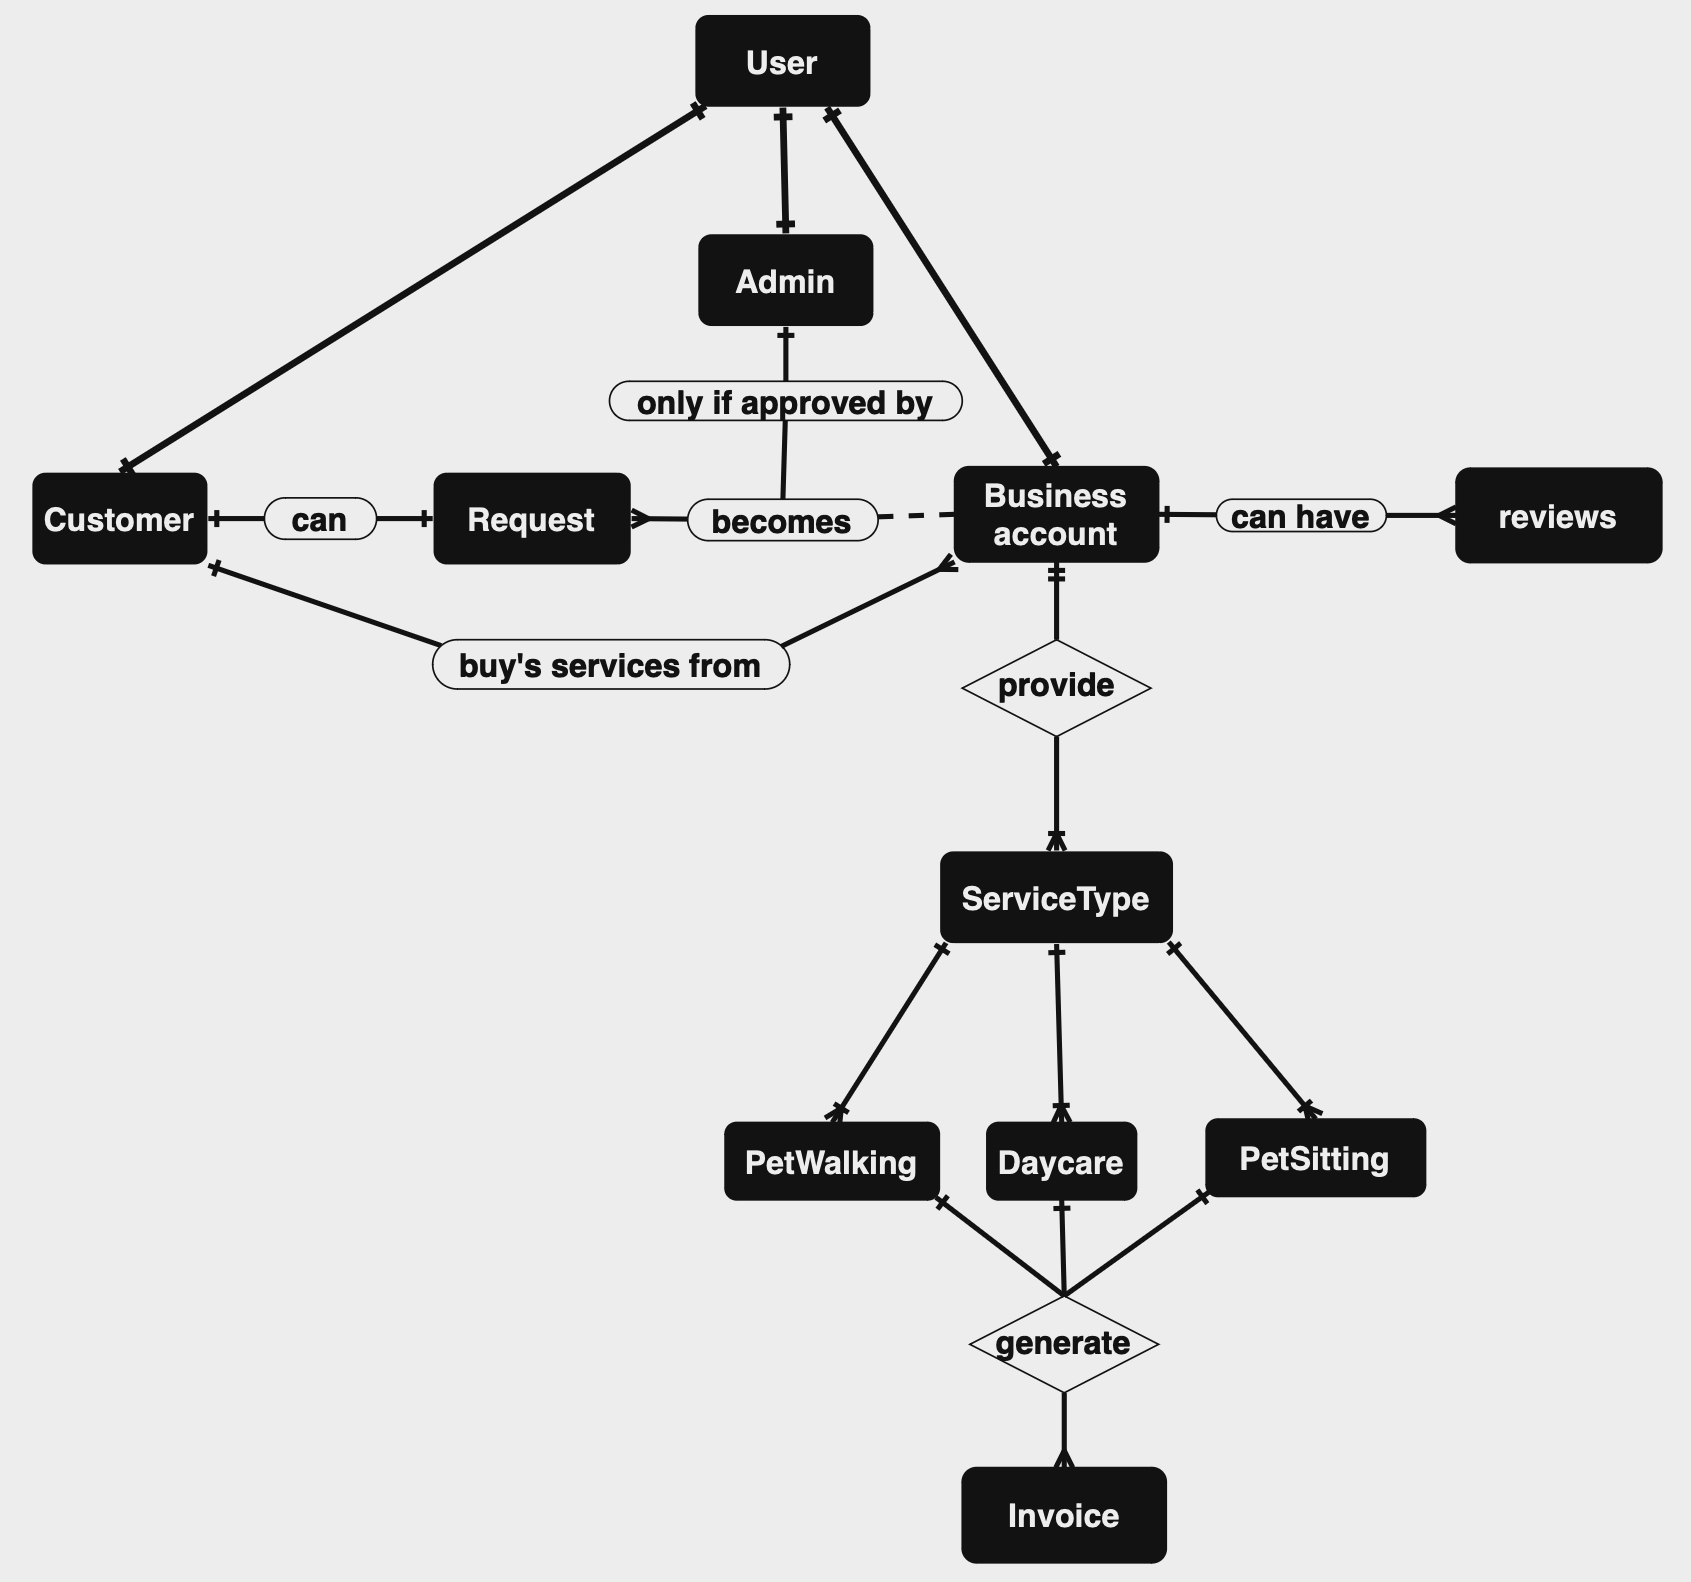 User
Admin
only if approved by
Customer
can
Request
becomes
Business
account
can have
reviews
buy's services from
provide
ServiceType
PetWalking
Daycare
PetSitting
generate
Invoice